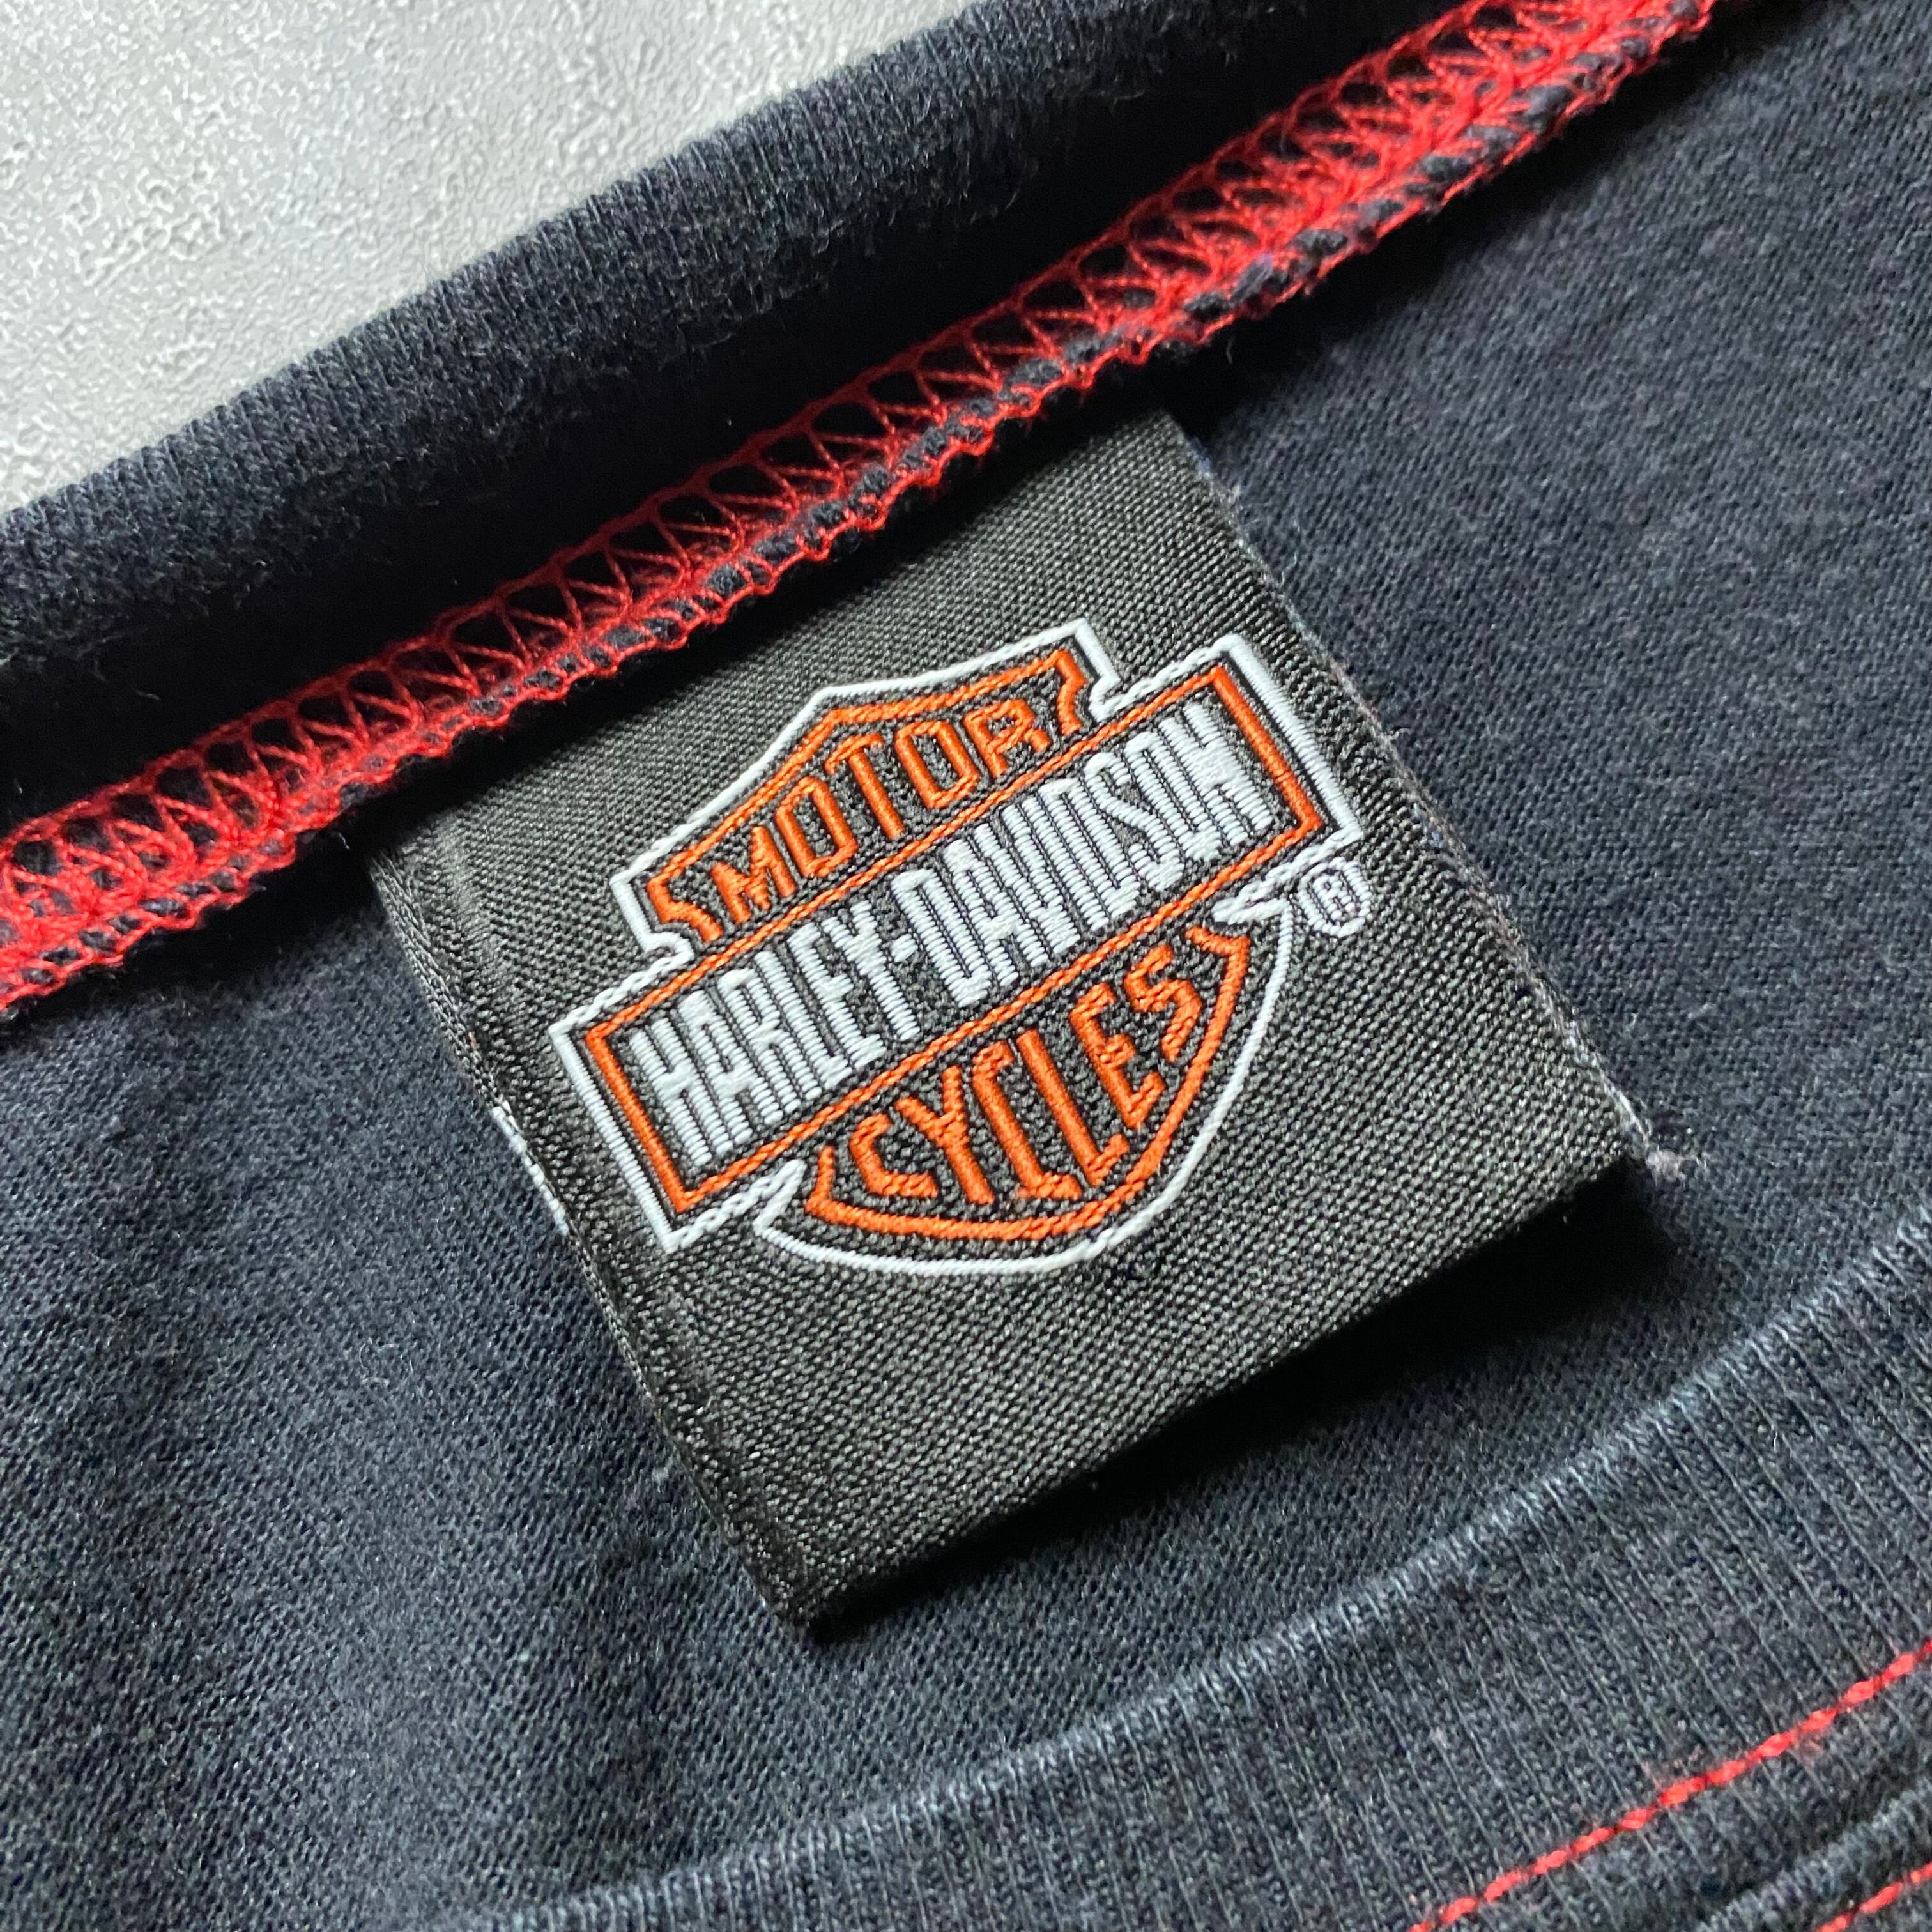 MOTOR
HARLEY-DAVIDSON
®
CYCLES